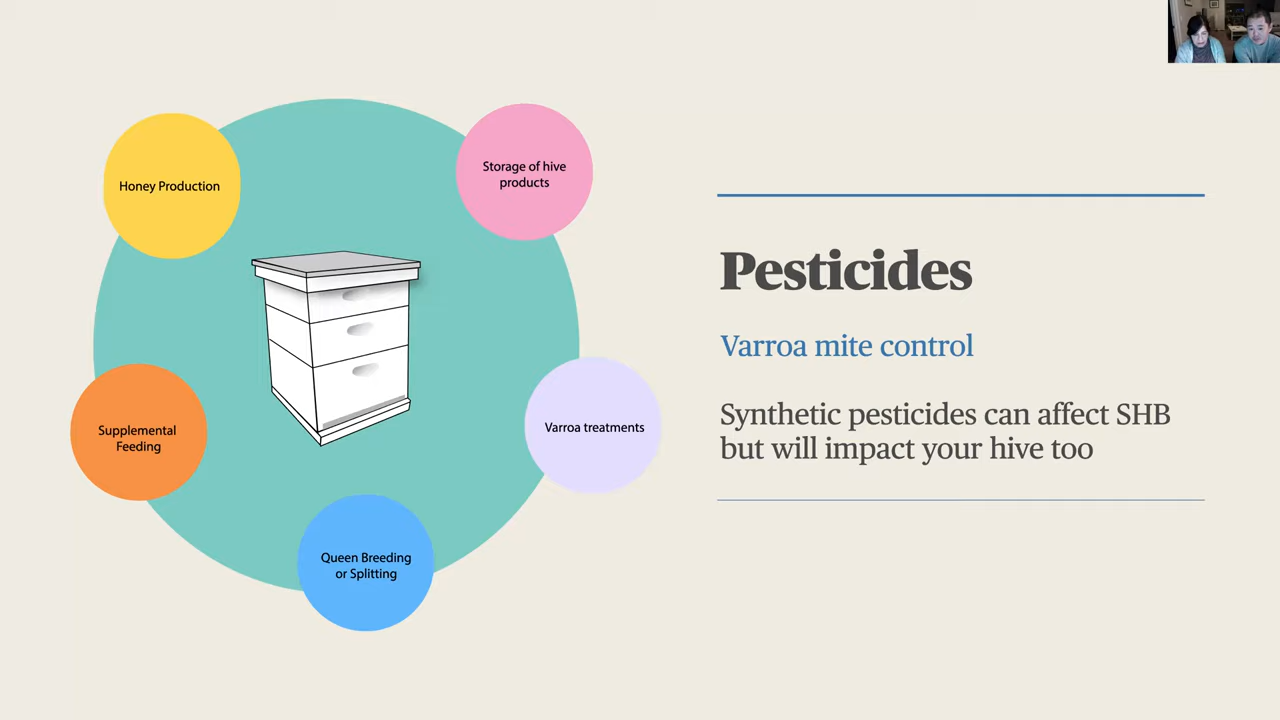 Honey Production
Storage of hive
products
Supplemental
Feeding
Varroa treatments
Queen Breeding
or Splitting
Pesticides
Varroa mite control
Synthetic pesticides can affect SHB
but will impact your hive too